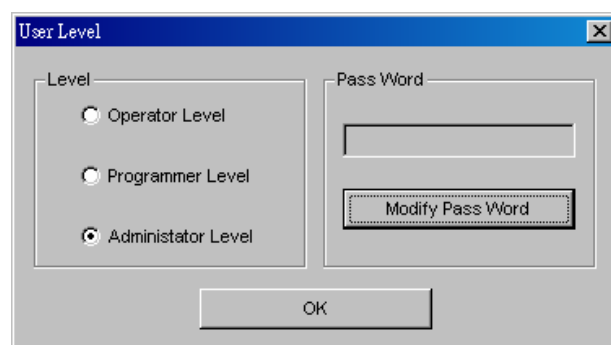 User Level
Level
Operator Level
Programmer Level
Administator Level
Pass Word
Modify Pass Word
OK